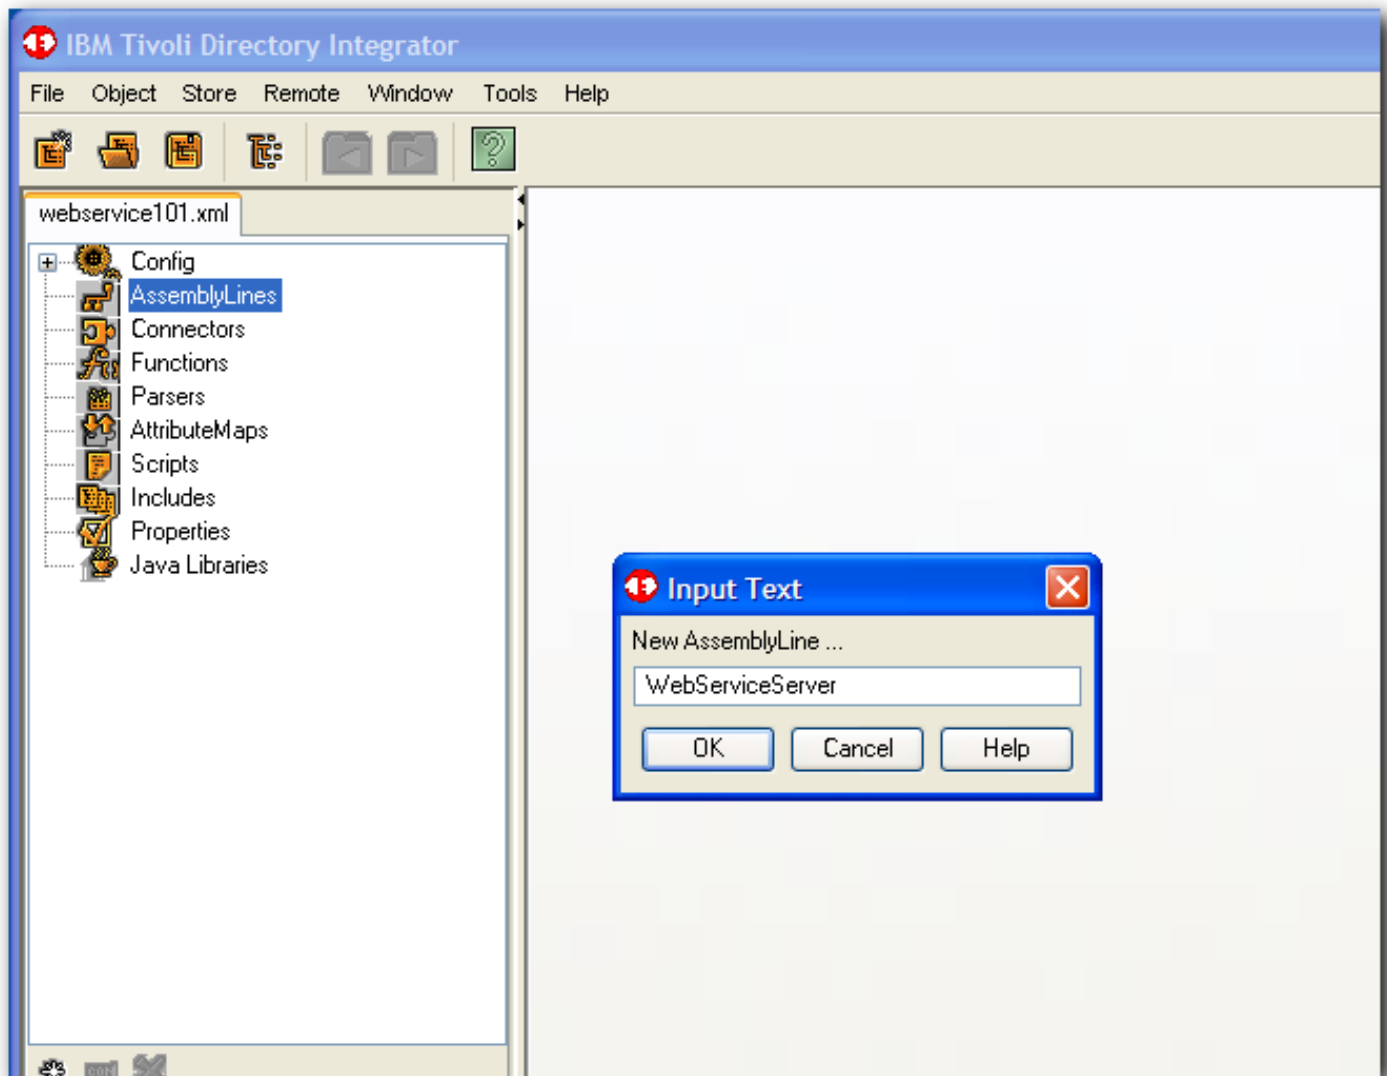 IBM Tivoli Directory Integrator
File Object Store Remote Window Tools Help
webservice101.xml
Config
AssemblyLines
Connectors
Functions
Parsers
AttributeMaps
Scripts
Includes
Properties
Java Libraries
Input Text
New AssemblyLine ...
WebServiceServer
OK Cancel Help